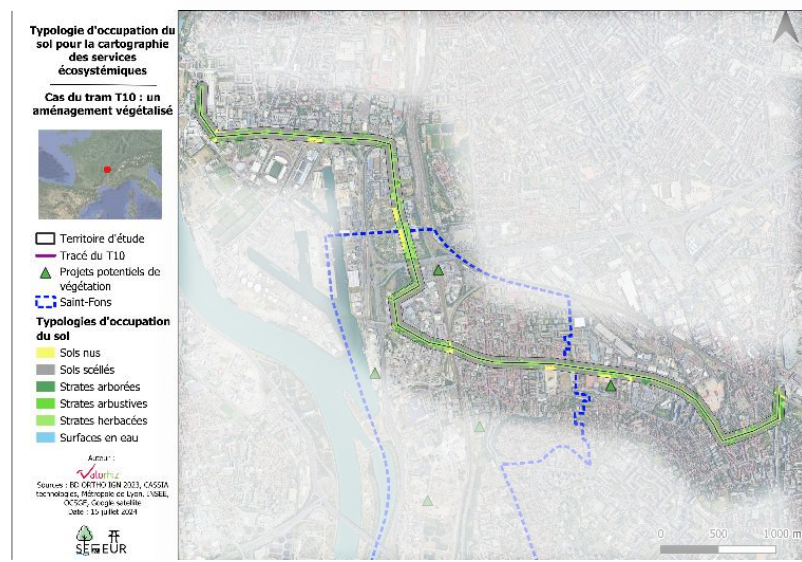 Typologie d'occupation du
sol pour la cartographie
des services
écosystémiques
Cas du tram T10 : un
aménagement végétalisé
Territoire d'étude
Tracé du T10
Projets potentiels de
végétation
Saint-Fons
Typologies d'occupation
du sol
Sols nus
Sols scéllés
Strates arborées
Strates arbustives
Strates herbacées
Surfaces en eau
Auteur :
Valorhiz
Sources : BD ORTHO IGN 2023, CASSIA
technologies, Métropole de Lyon, INSEE,
OCSGE, Google satellite
Date : 15 juillet 2024
0 500 1000 m